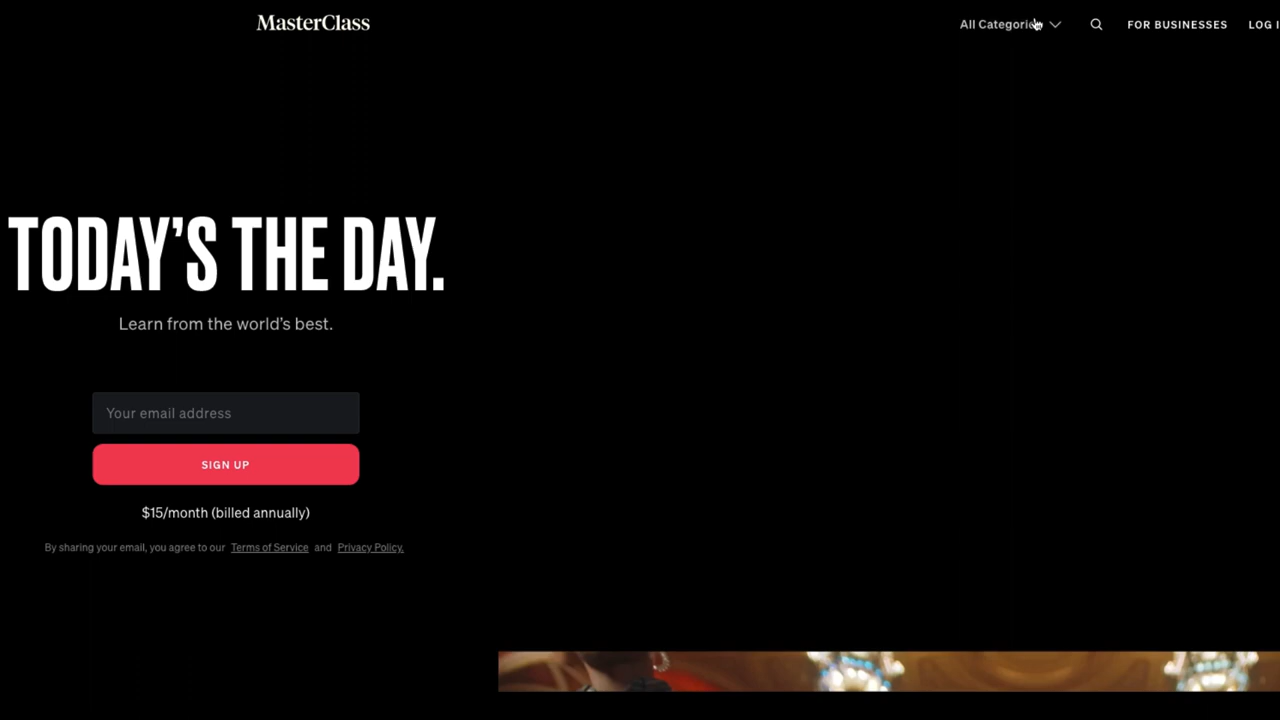 MasterClass
All Categories
FOR BUSINESSES
LOG I
TODAY'S THE DAY.
Learn from the world's best.
Your email address
SIGN UP
$15/month (billed annually)
By sharing your email, you agree to our Terms of Service and Privacy Policy.